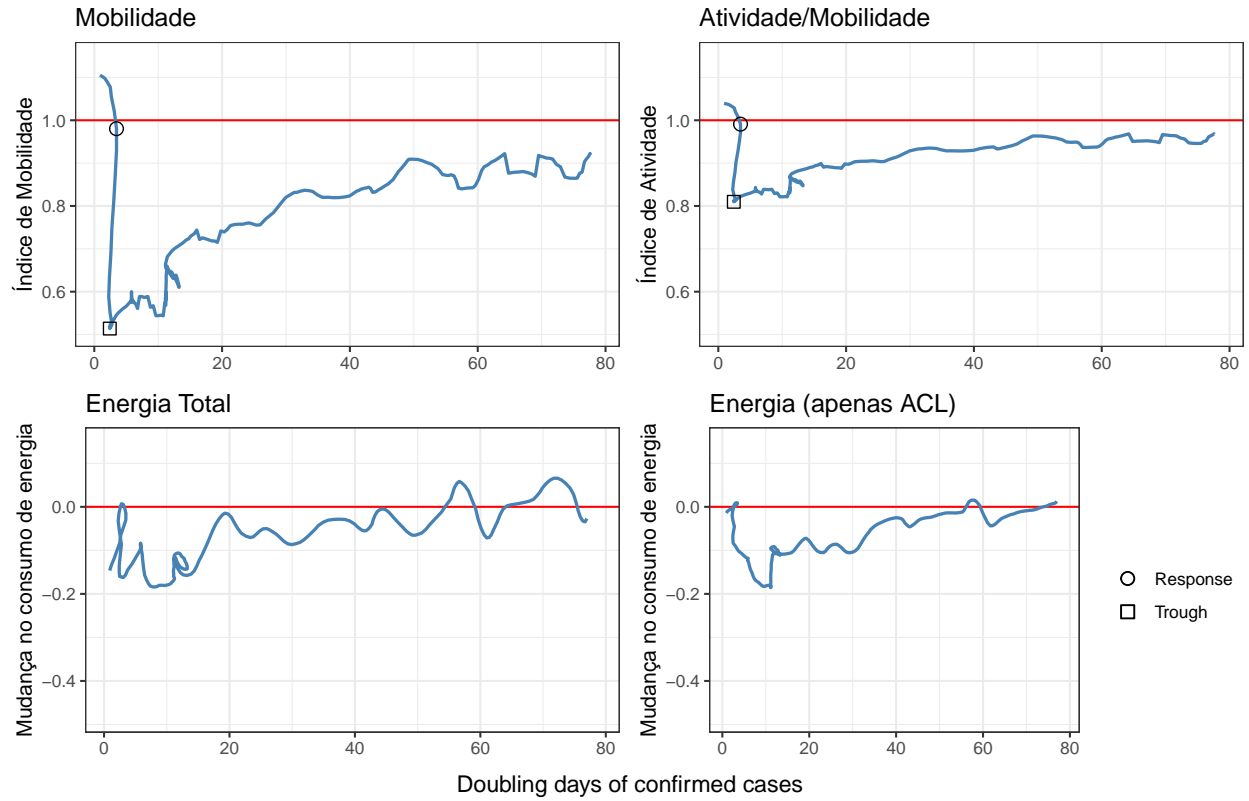 Mobilidade
Índice de Mobilidade
1.0
0.8
0.6
0
20
40
60
80
Atividade/Mobilidade
Índice de Atividade
1.0
0.8
0.6
0
20
40
60
80
Energia Total
Mudança no consumo de energia
0.0
−0.2
−0.4
0
20
40
60
80
Energia (apenas ACL)
Mudança no consumo de energia
0.0
−0.2
−0.4
0
20
40
60
80
Response
Trough
Doubling days of confirmed cases